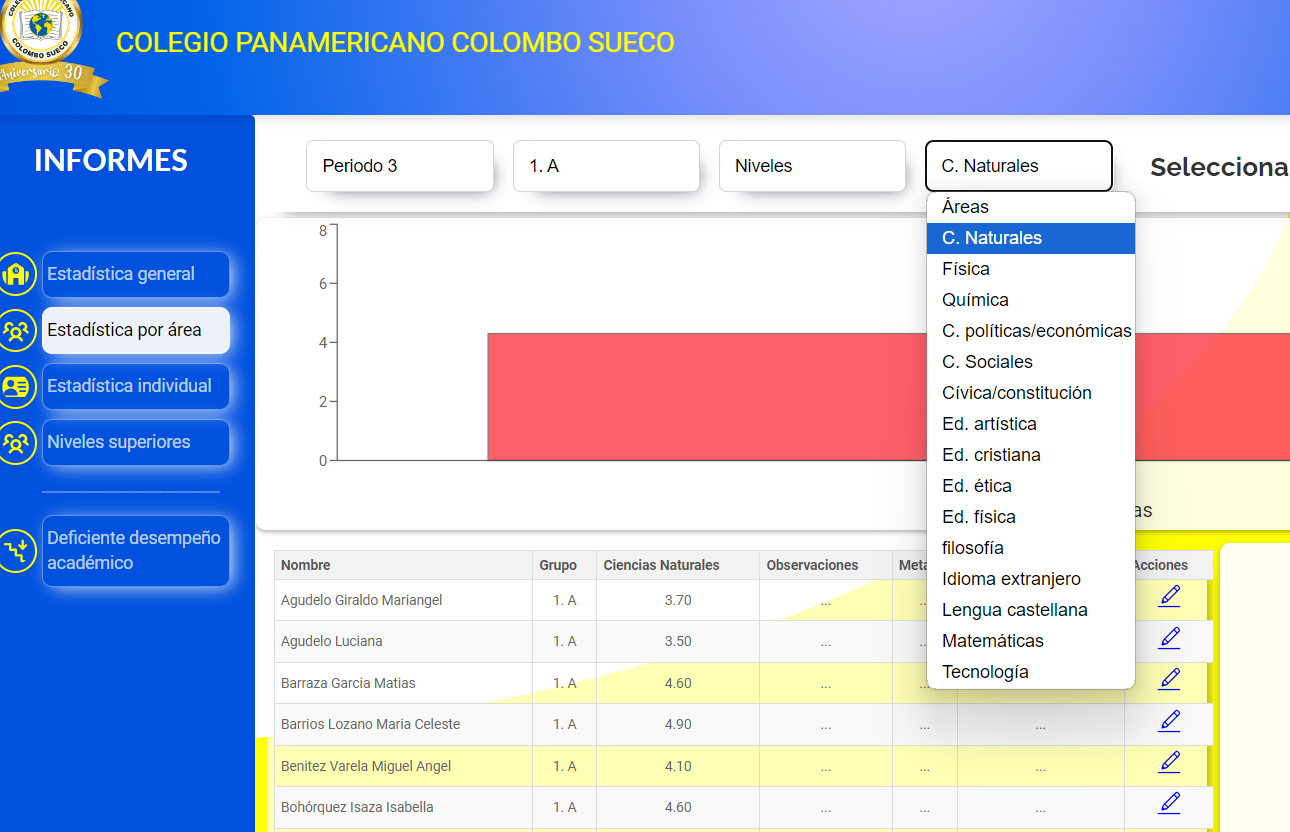 COLOMBO SUECO
Aniversario 30
COLEGIO PANAMERICANO COLOMBO SUECO
INFORMES
Estadística general
Estadística por área
Estadística individual
Niveles superiores
Deficiente desempeño
académico
Periodo 3
1. A
Niveles
C. Naturales
Selecciona
Áreas
C. Naturales
Física
Química
C. políticas/económicas
C. Sociales
Cívica/constitución
Ed. artística
Ed. cristiana
Ed. ética
Ed. física
filosofía
Idioma extranjero
Lengua castellana
Matemáticas
Tecnología
8
6
4
2
0
as
Nombre Grupo Ciencias Naturales Observaciones Meta Acciones
Agudelo Giraldo Mariangel 1. A 3.70 ... ...
Agudelo Luciana 1. A 3.50 ... ...
Barraza Garcia Matias 1. A 4.60 ... ...
Barrios Lozano Maria Celeste 1. A 4.90 ... ... ...
Benitez Varela Miguel Angel 1. A 4.10 ... ... ...
Bohórquez Isaza Isabella 1. A 4.60 ... ... ...